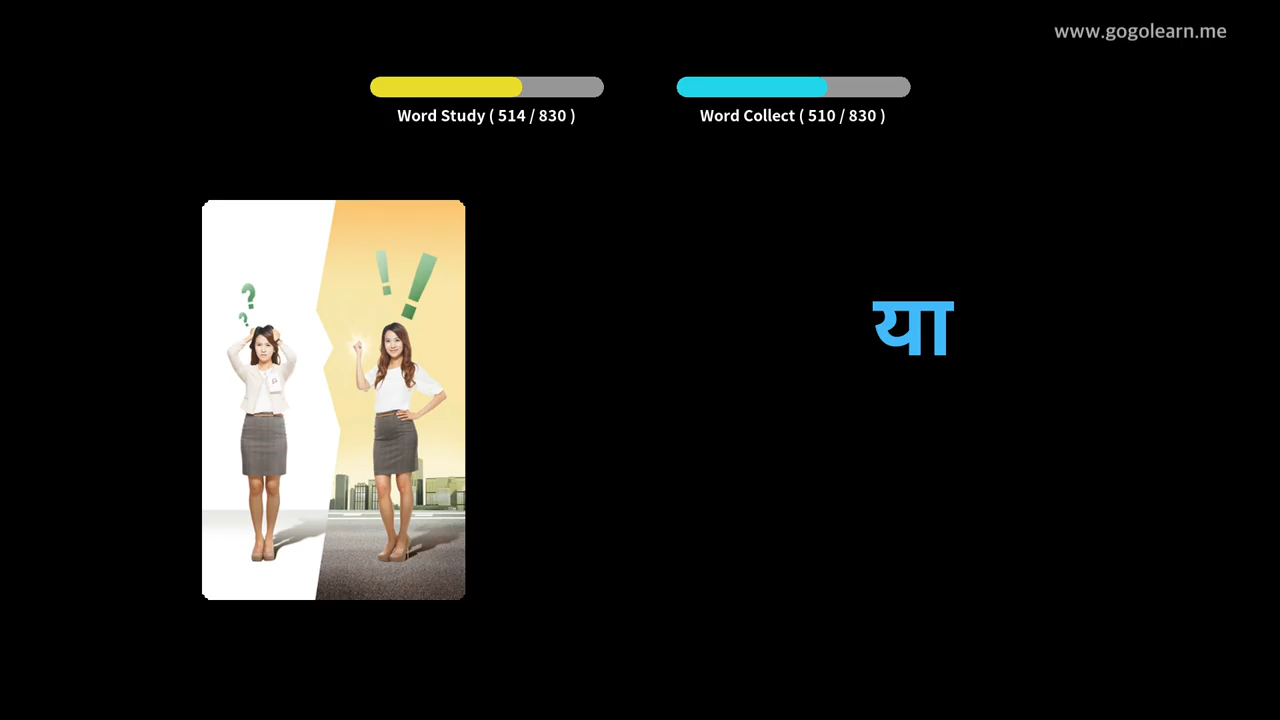 www.gogolearn.me
Word Study ( 514 / 830 )
Word Collect ( 510 / 830 )
? ?
! !
या